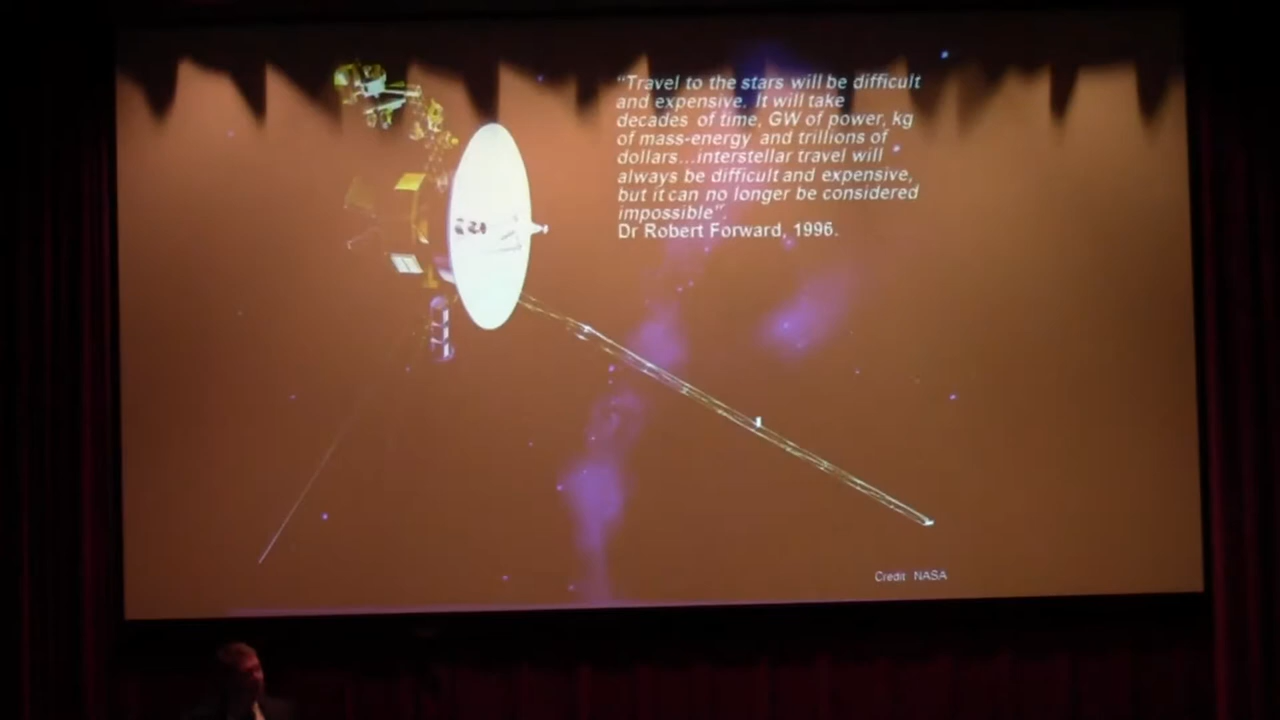 “Travel to the stars will be difficult
and expensive. It will take
decades of time, GW of power, kg
of mass-energy and trillions of
dollars...interstellar travel will
always be difficult and expensive,
but it can no longer be considered
impossible”.
Dr Robert Forward, 1996.
Credit NASA